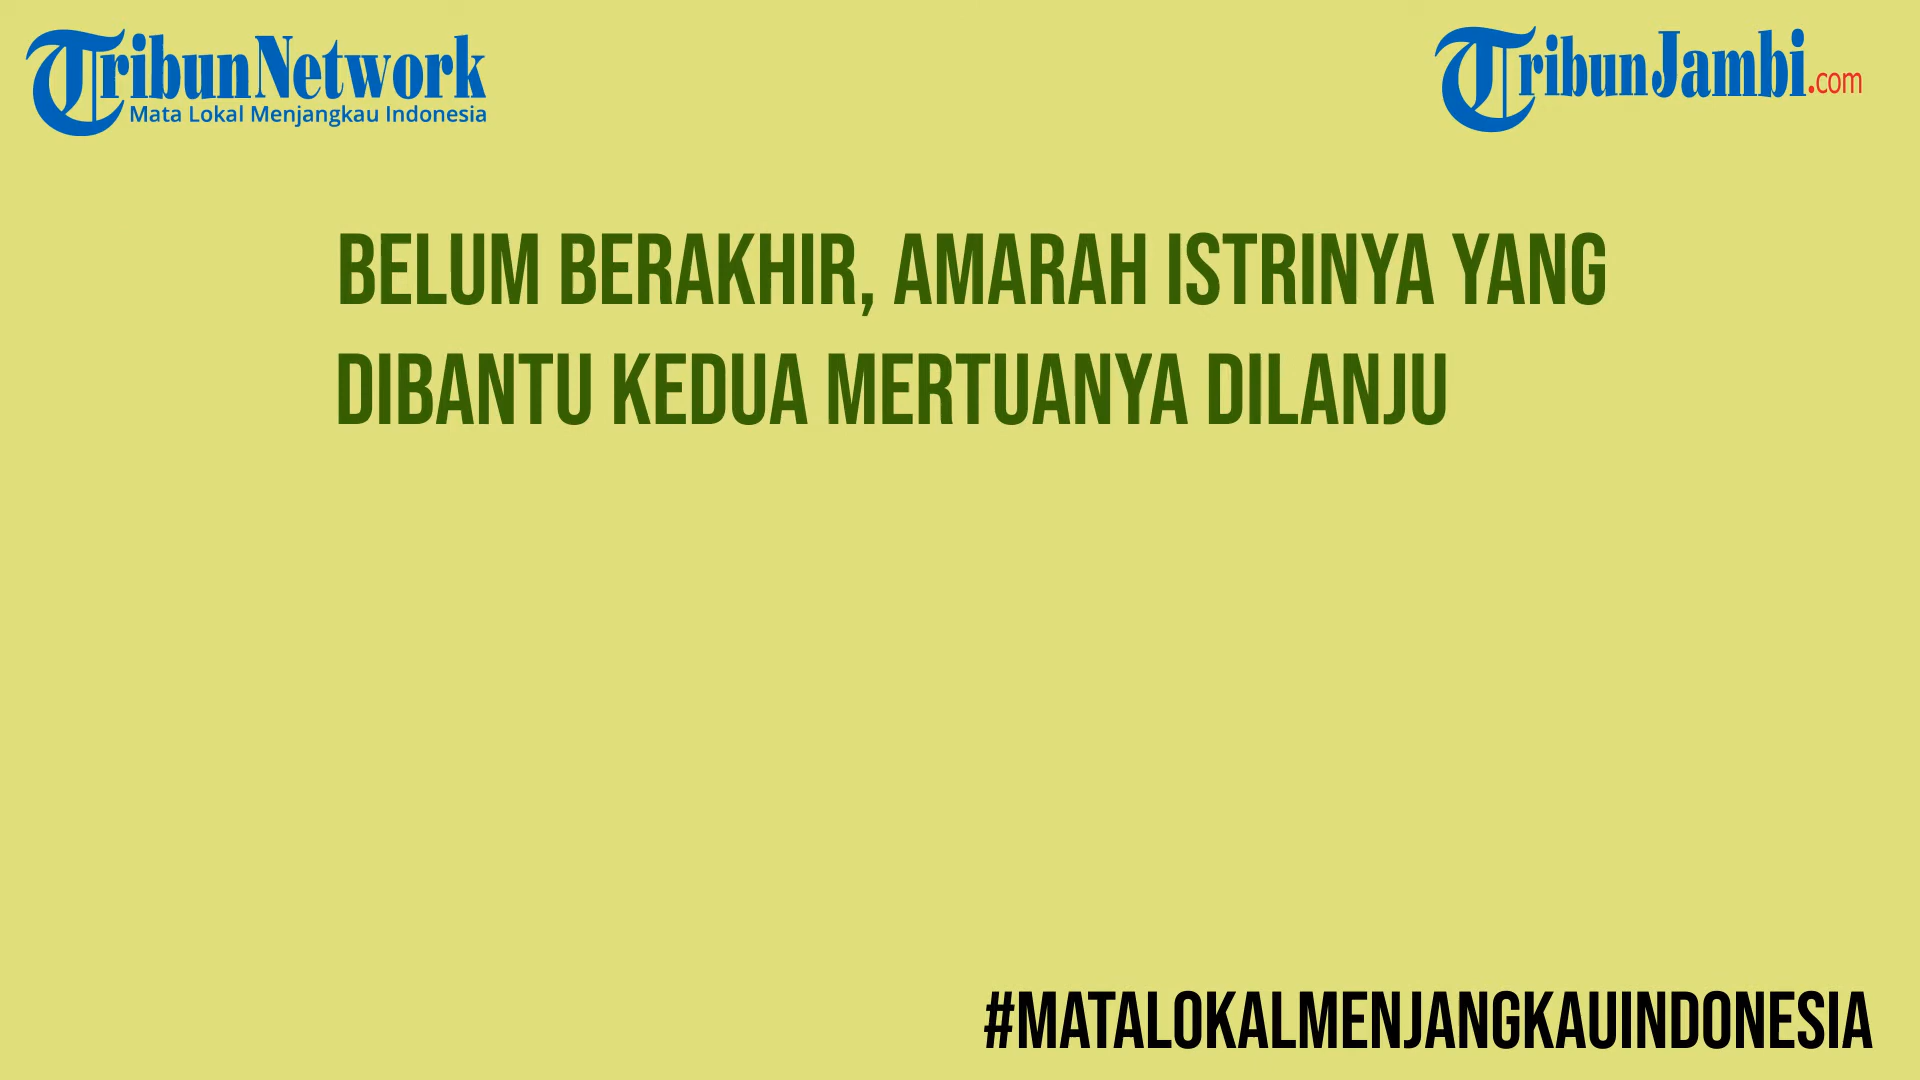 TribunNetwork
Mata Lokal Menjangkau Indonesia
TribunJambi.com
BELUM BERAKHIR, AMARAH ISTRINYA YANG
DIBANTU KEDUA MERTUANYA DILANJU
#MATALOKALMENJANGKAUINDONESIA